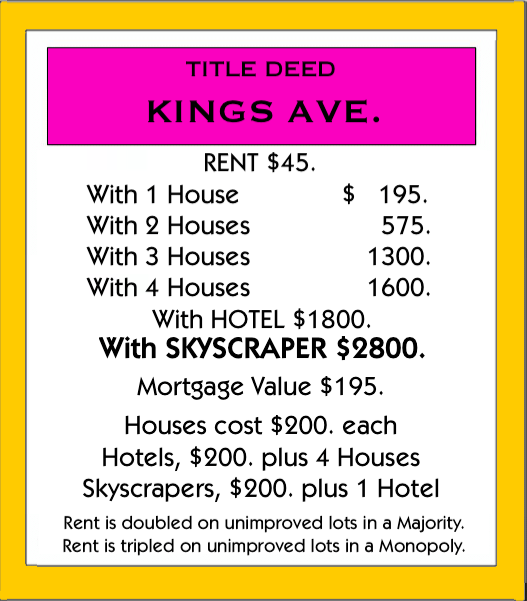 TITLE DEED
KINGS AVE.
RENT $45.
With 1 House $ 195.
With 2 Houses 575.
With 3 Houses 1300.
With 4 Houses 1600.
With HOTEL $1800.
With SKYSCRAPER $2800.
Mortgage Value $195.
Houses cost $200. each
Hotels, $200. plus 4 Houses
Skyscrapers, $200. plus 1 Hotel
Rent is doubled on unimproved lots in a Majority.
Rent is tripled on unimproved lots in a Monopoly.